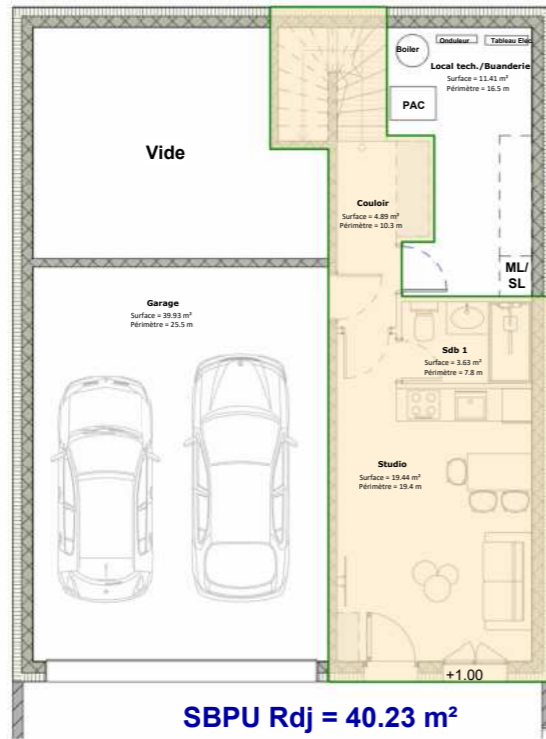 Boiler
Onduleur
Tableau Elec
Local tech./Buanderie
Surface = 11.41 m²
Périmètre = 16.5 m
PAC
Vide
Couloir
Surface = 4.89 m²
Périmètre = 10.3 m
ML/
SL
Garage
Surface = 39.93 m²
Périmètre = 25.5 m
Sdb 1
Surface = 3.63 m²
Périmètre = 7.8 m
Studio
Surface = 19.44 m²
Périmètre = 19.4 m
+1.00
SBPU Rdj = 40.23 m²